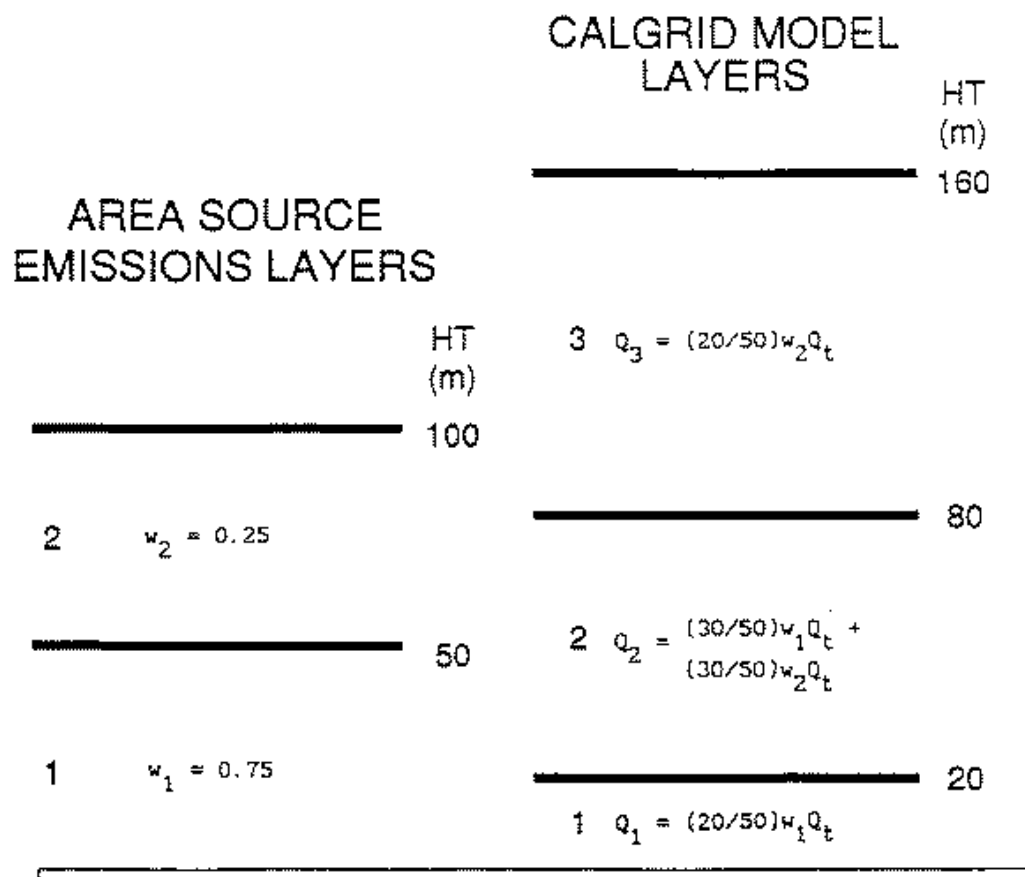 CALGRID MODEL
LAYERS
HT
(m)
160
AREA SOURCE
EMISSIONS LAYERS
HT
(m)
3 Q₃ = (20/50)w₂Qₜ
100
2 w₂ = 0.25
80
50
2 Q₂ = (30/50)w₁Qₜ +
(30/50)w₂Qₜ
1 w₁ = 0.75
20
1 Q₁ = (20/50)w₁Qₜ